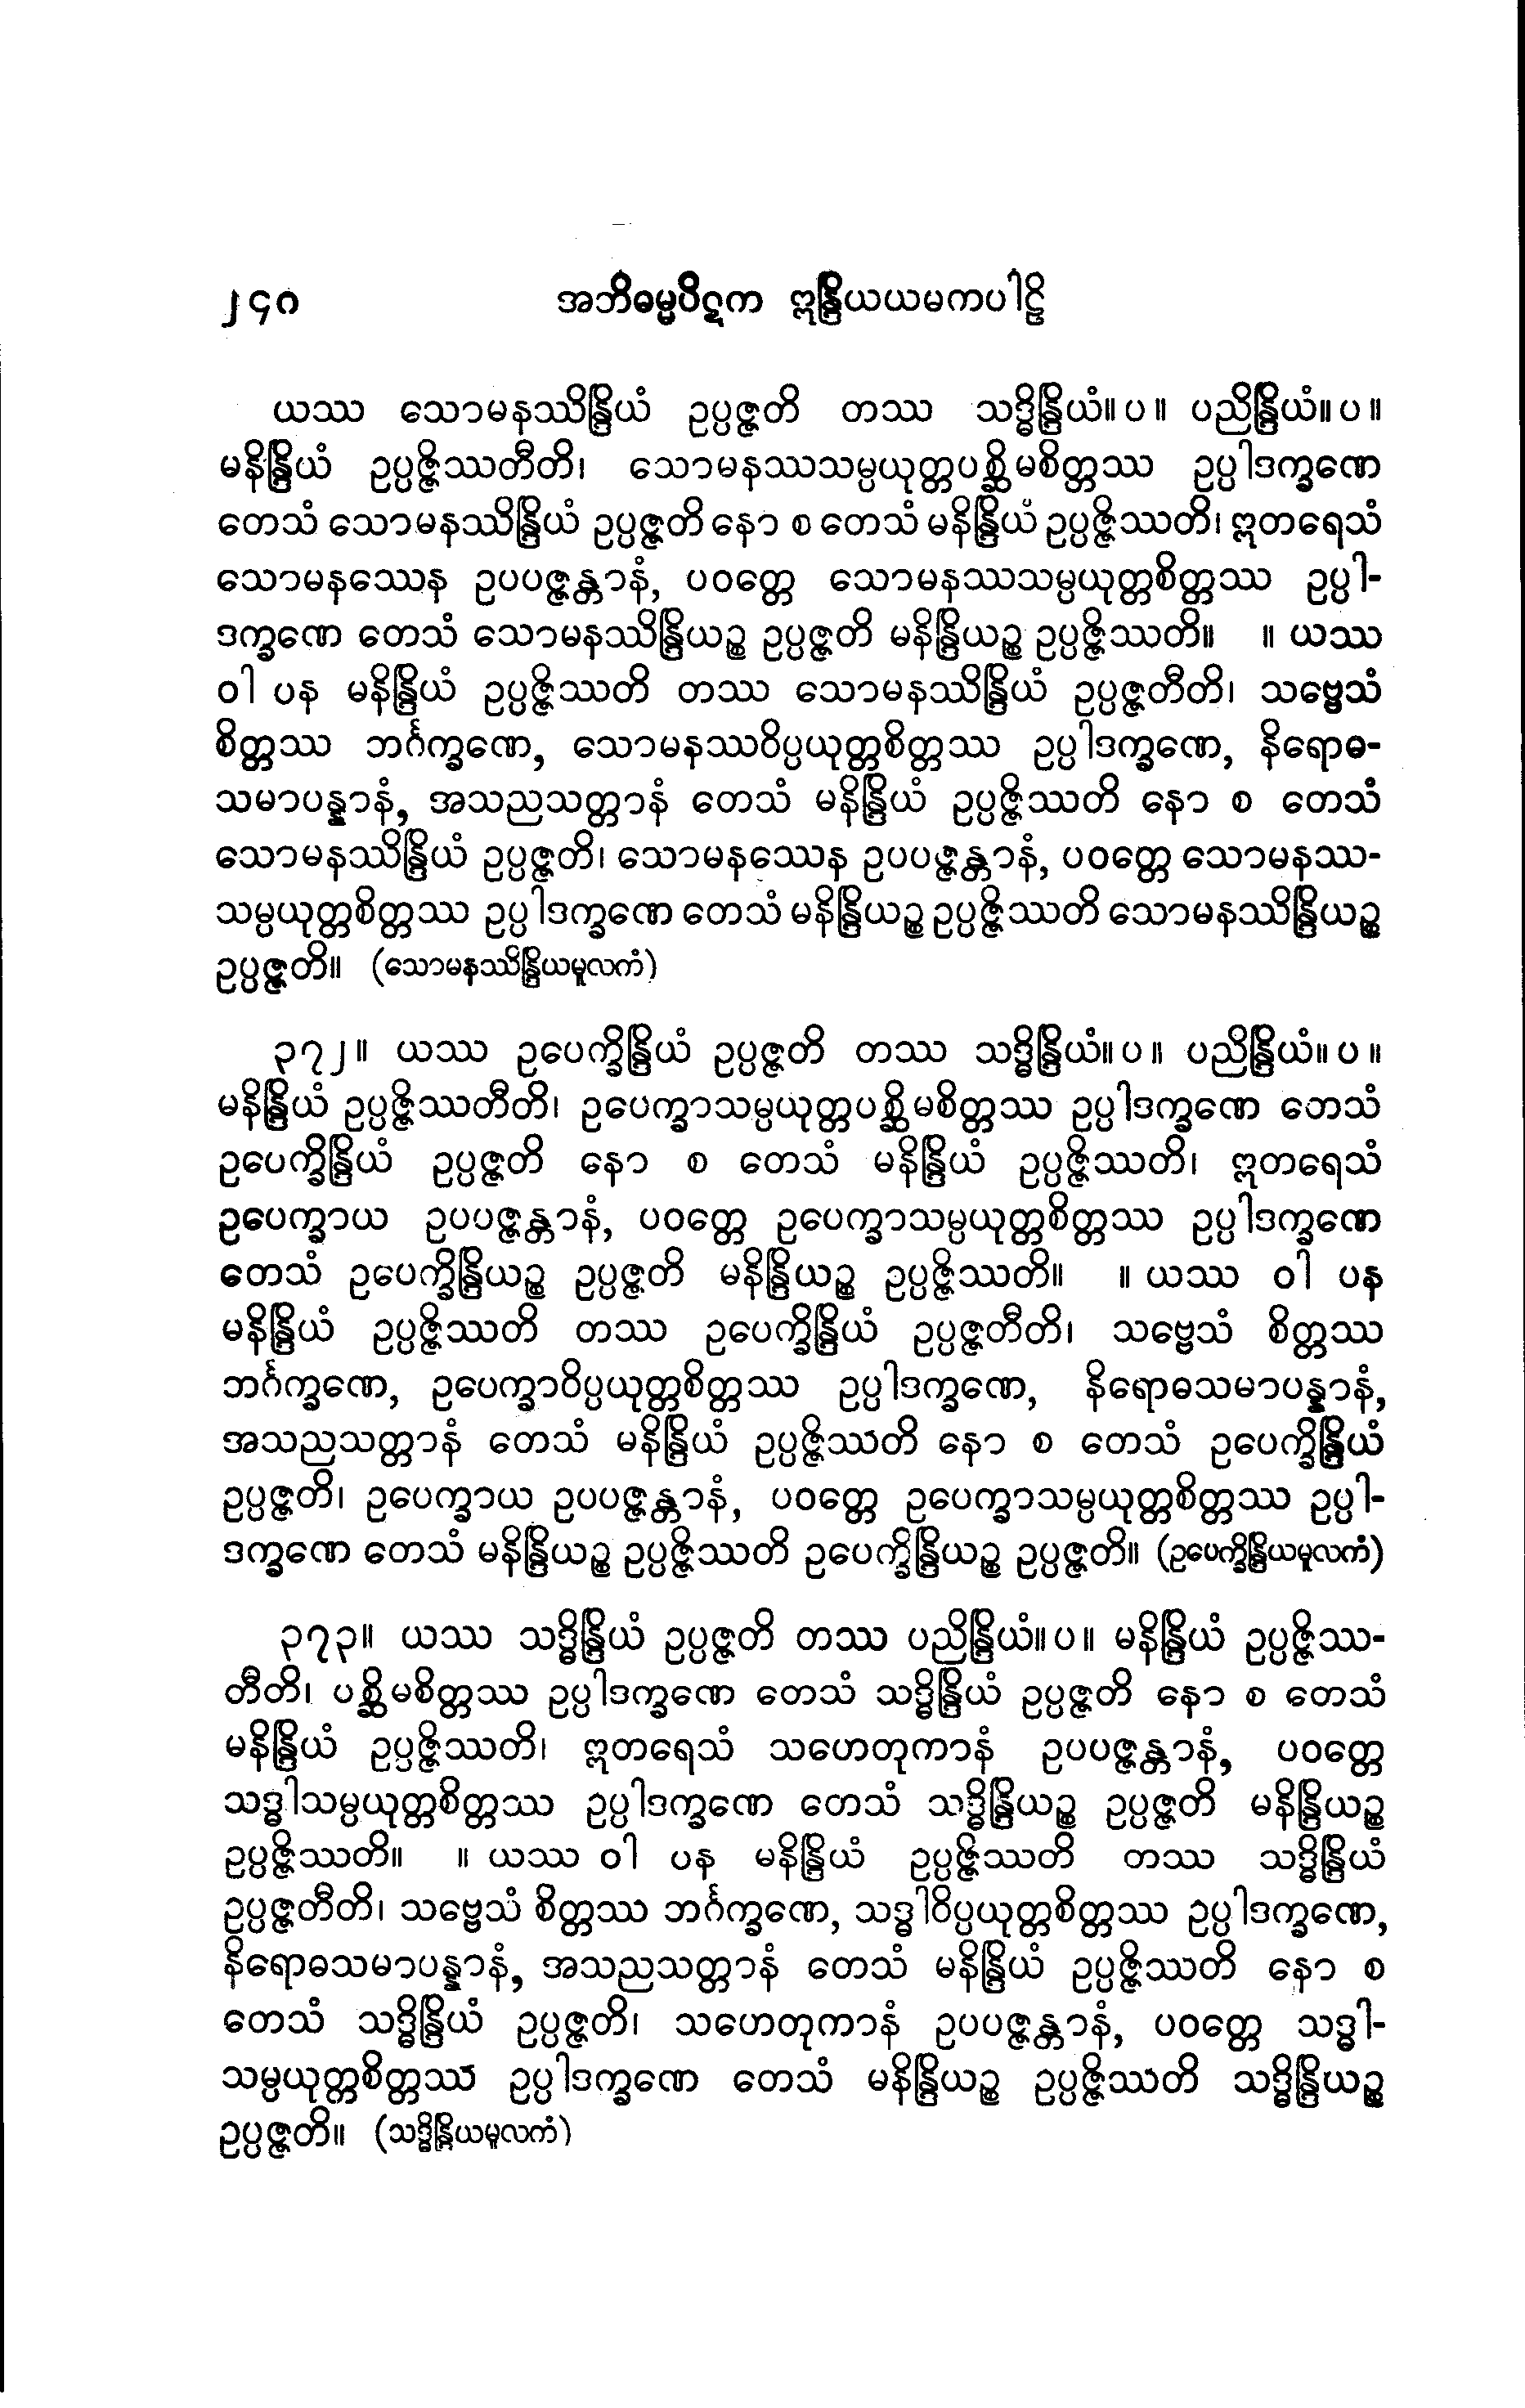 ၂၄၀ အဘိဓမ္မပိဋက ဣန္ဒြိယယမကပါဠိ
ယဿ သောမနဿိန္ဒြိယံ ဥပ္ပဇ္ဇတိ တဿ သဒ္ဓိန္ဒြိယံ။ပ။ ပညိန္ဒြိယံ။ပ။
မနိန္ဒြိယံ ဥပ္ပဇ္ဇိဿတီတိ၊ သောမနဿသမ္ပယုတ္တပစ္ဆိမစိတ္တဿ ဥပ္ပါဒက္ခဏေ
တေသံ သောမနဿိန္ဒြိယံ ဥပ္ပဇ္ဇတိ နော စ တေသံ မနိန္ဒြိယံ ဥပ္ပဇ္ဇိဿတိ၊ ဣတရေသံ
သောမနဿေန ဥပပဇ္ဇန္တာနံ, ပဝတ္တေ သောမနဿသမ္ပယုတ္တစိတ္တဿ ဥပ္ပါ-
ဒက္ခဏေ တေသံ သောမနဿိန္ဒြိယဉ္စ ဥပ္ပဇ္ဇတိ မနိန္ဒြိယဉ္စ ဥပ္ပဇ္ဇိဿတိ။ ။ ယဿ
ဝါ ပန မနိန္ဒြိယံ ဥပ္ပဇ္ဇိဿတိ တဿ သောမနဿိန္ဒြိယံ ဥပ္ပဇ္ဇတီတိ၊ သဗ္ဗေသံ
စိတ္တဿ ဘင်္ဂက္ခဏေ, သောမနဿဝိပ္ပယုတ္တစိတ္တဿ ဥပ္ပါဒက္ခဏေ, နိရောဓ-
သမာပန္နာနံ, အသညသတ္တာနံ တေသံ မနိန္ဒြိယံ ဥပ္ပဇ္ဇိဿတိ နော စ တေသံ
သောမနဿိန္ဒြိယံ ဥပ္ပဇ္ဇတိ၊ သောမနဿေန ဥပပဇ္ဇန္တာနံ, ပဝတ္တေ သောမနဿ-
သမ္ပယုတ္တစိတ္တဿ ဥပ္ပါဒက္ခဏေ တေသံ မနိန္ဒြိယဉ္စ ဥပ္ပဇ္ဇိဿတိ သောမနဿိန္ဒြိယဉ္စ
ဥပ္ပဇ္ဇတိ။ (သောမနဿိန္ဒြိယမူလကံ)
၃၇၂။ ယဿ ဥပေက္ခိန္ဒြိယံ ဥပ္ပဇ္ဇတိ တဿ သဒ္ဓိန္ဒြိယံ။ပ။ ပညိန္ဒြိယံ။ပ။
မနိန္ဒြိယံ ဥပ္ပဇ္ဇိဿတီတိ၊ ဥပေက္ခာသမ္ပယုတ္တပစ္ဆိမစိတ္တဿ ဥပ္ပါဒက္ခဏေ တေသံ
ဥပေက္ခိန္ဒြိယံ ဥပ္ပဇ္ဇတိ နော စ တေသံ မနိန္ဒြိယံ ဥပ္ပဇ္ဇိဿတိ၊ ဣတရေသံ
ဥပေက္ခာယ ဥပပဇ္ဇန္တာနံ, ပဝတ္တေ ဥပေက္ခာသမ္ပယုတ္တစိတ္တဿ ဥပ္ပါဒက္ခဏေ
တေသံ ဥပေက္ခိန္ဒြိယဉ္စ ဥပ္ပဇ္ဇတိ မနိန္ဒြိယဉ္စ ဥပ္ပဇ္ဇိဿတိ။ ။ ယဿ ဝါ ပန
မနိန္ဒြိယံ ဥပ္ပဇ္ဇိဿတိ တဿ ဥပေက္ခိန္ဒြိယံ ဥပ္ပဇ္ဇတီတိ၊ သဗ္ဗေသံ စိတ္တဿ
ဘင်္ဂက္ခဏေ, ဥပေက္ခာဝိပ္ပယုတ္တစိတ္တဿ ဥပ္ပါဒက္ခဏေ, နိရောဓသမာပန္နာနံ,
အသညသတ္တာနံ တေသံ မနိန္ဒြိယံ ဥပ္ပဇ္ဇိဿတိ နော စ တေသံ ဥပေက္ခိန္ဒြိယံ
ဥပ္ပဇ္ဇတိ၊ ဥပေက္ခာယ ဥပပဇ္ဇန္တာနံ, ပဝတ္တေ ဥပေက္ခာသမ္ပယုတ္တစိတ္တဿ ဥပ္ပါ-
ဒက္ခဏေ တေသံ မနိန္ဒြိယဉ္စ ဥပ္ပဇ္ဇိဿတိ ဥပေက္ခိန္ဒြိယဉ္စ ဥပ္ပဇ္ဇတိ။ (ဥပေက္ခိန္ဒြိယမူလကံ)
၃၇၃။ ယဿ သဒ္ဓိန္ဒြိယံ ဥပ္ပဇ္ဇတိ တဿ ပညိန္ဒြိယံ။ပ။ မနိန္ဒြိယံ ဥပ္ပဇ္ဇိဿ-
တီတိ၊ ပစ္ဆိမစိတ္တဿ ဥပ္ပါဒက္ခဏေ တေသံ သဒ္ဓိန္ဒြိယံ ဥပ္ပဇ္ဇတိ နော စ တေသံ
မနိန္ဒြိယံ ဥပ္ပဇ္ဇိဿတိ၊ ဣတရေသံ သဟေတုကာနံ ဥပပဇ္ဇန္တာနံ, ပဝတ္တေ
သဒ္ဓါသမ္ပယုတ္တစိတ္တဿ ဥပ္ပါဒက္ခဏေ တေသံ သဒ္ဓိန္ဒြိယဉ္စ ဥပ္ပဇ္ဇတိ မနိန္ဒြိယဉ္စ
ဥပ္ပဇ္ဇိဿတိ။ ။ ယဿ ဝါ ပန မနိန္ဒြိယံ ဥပ္ပဇ္ဇိဿတိ တဿ သဒ္ဓိန္ဒြိယံ
ဥပ္ပဇ္ဇတီတိ၊ သဗ္ဗေသံ စိတ္တဿ ဘင်္ဂက္ခဏေ, သဒ္ဓါဝိပ္ပယုတ္တစိတ္တဿ ဥပ္ပါဒက္ခဏေ,
နိရောဓသမာပန္နာနံ, အသညသတ္တာနံ တေသံ မနိန္ဒြိယံ ဥပ္ပဇ္ဇိဿတိ နော စ
တေသံ သဒ္ဓိန္ဒြိယံ ဥပ္ပဇ္ဇတိ၊ သဟေတုကာနံ ဥပပဇ္ဇန္တာနံ, ပဝတ္တေ သဒ္ဓါ-
သမ္ပယုတ္တစိတ္တဿ ဥပ္ပါဒက္ခဏေ တေသံ မနိန္ဒြိယဉ္စ ဥပ္ပဇ္ဇိဿတိ သဒ္ဓိန္ဒြိယဉ္စ
ဥပ္ပဇ္ဇတိ။ (သဒ္ဓိန္ဒြိယမူလကံ)